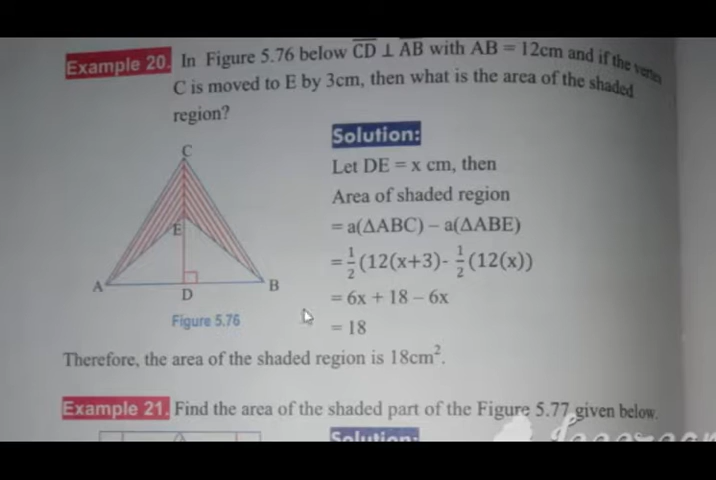 Example 20. In Figure 5.76 below CD ⊥ AB with AB = 12cm and if the vertex
C is moved to E by 3cm, then what is the area of the shaded
region?
Solution:
Let DE = x cm, then
Area of shaded region
= a(ΔABC) – a(ΔABE)
= 1/2 (12(x+3)- 1/2 (12(x))
= 6x + 18 – 6x
= 18
C
E
A
D
B
Figure 5.76
Therefore, the area of the shaded region is 18cm².
Example 21. Find the area of the shaded part of the Figure 5.77 given below.
Solution: